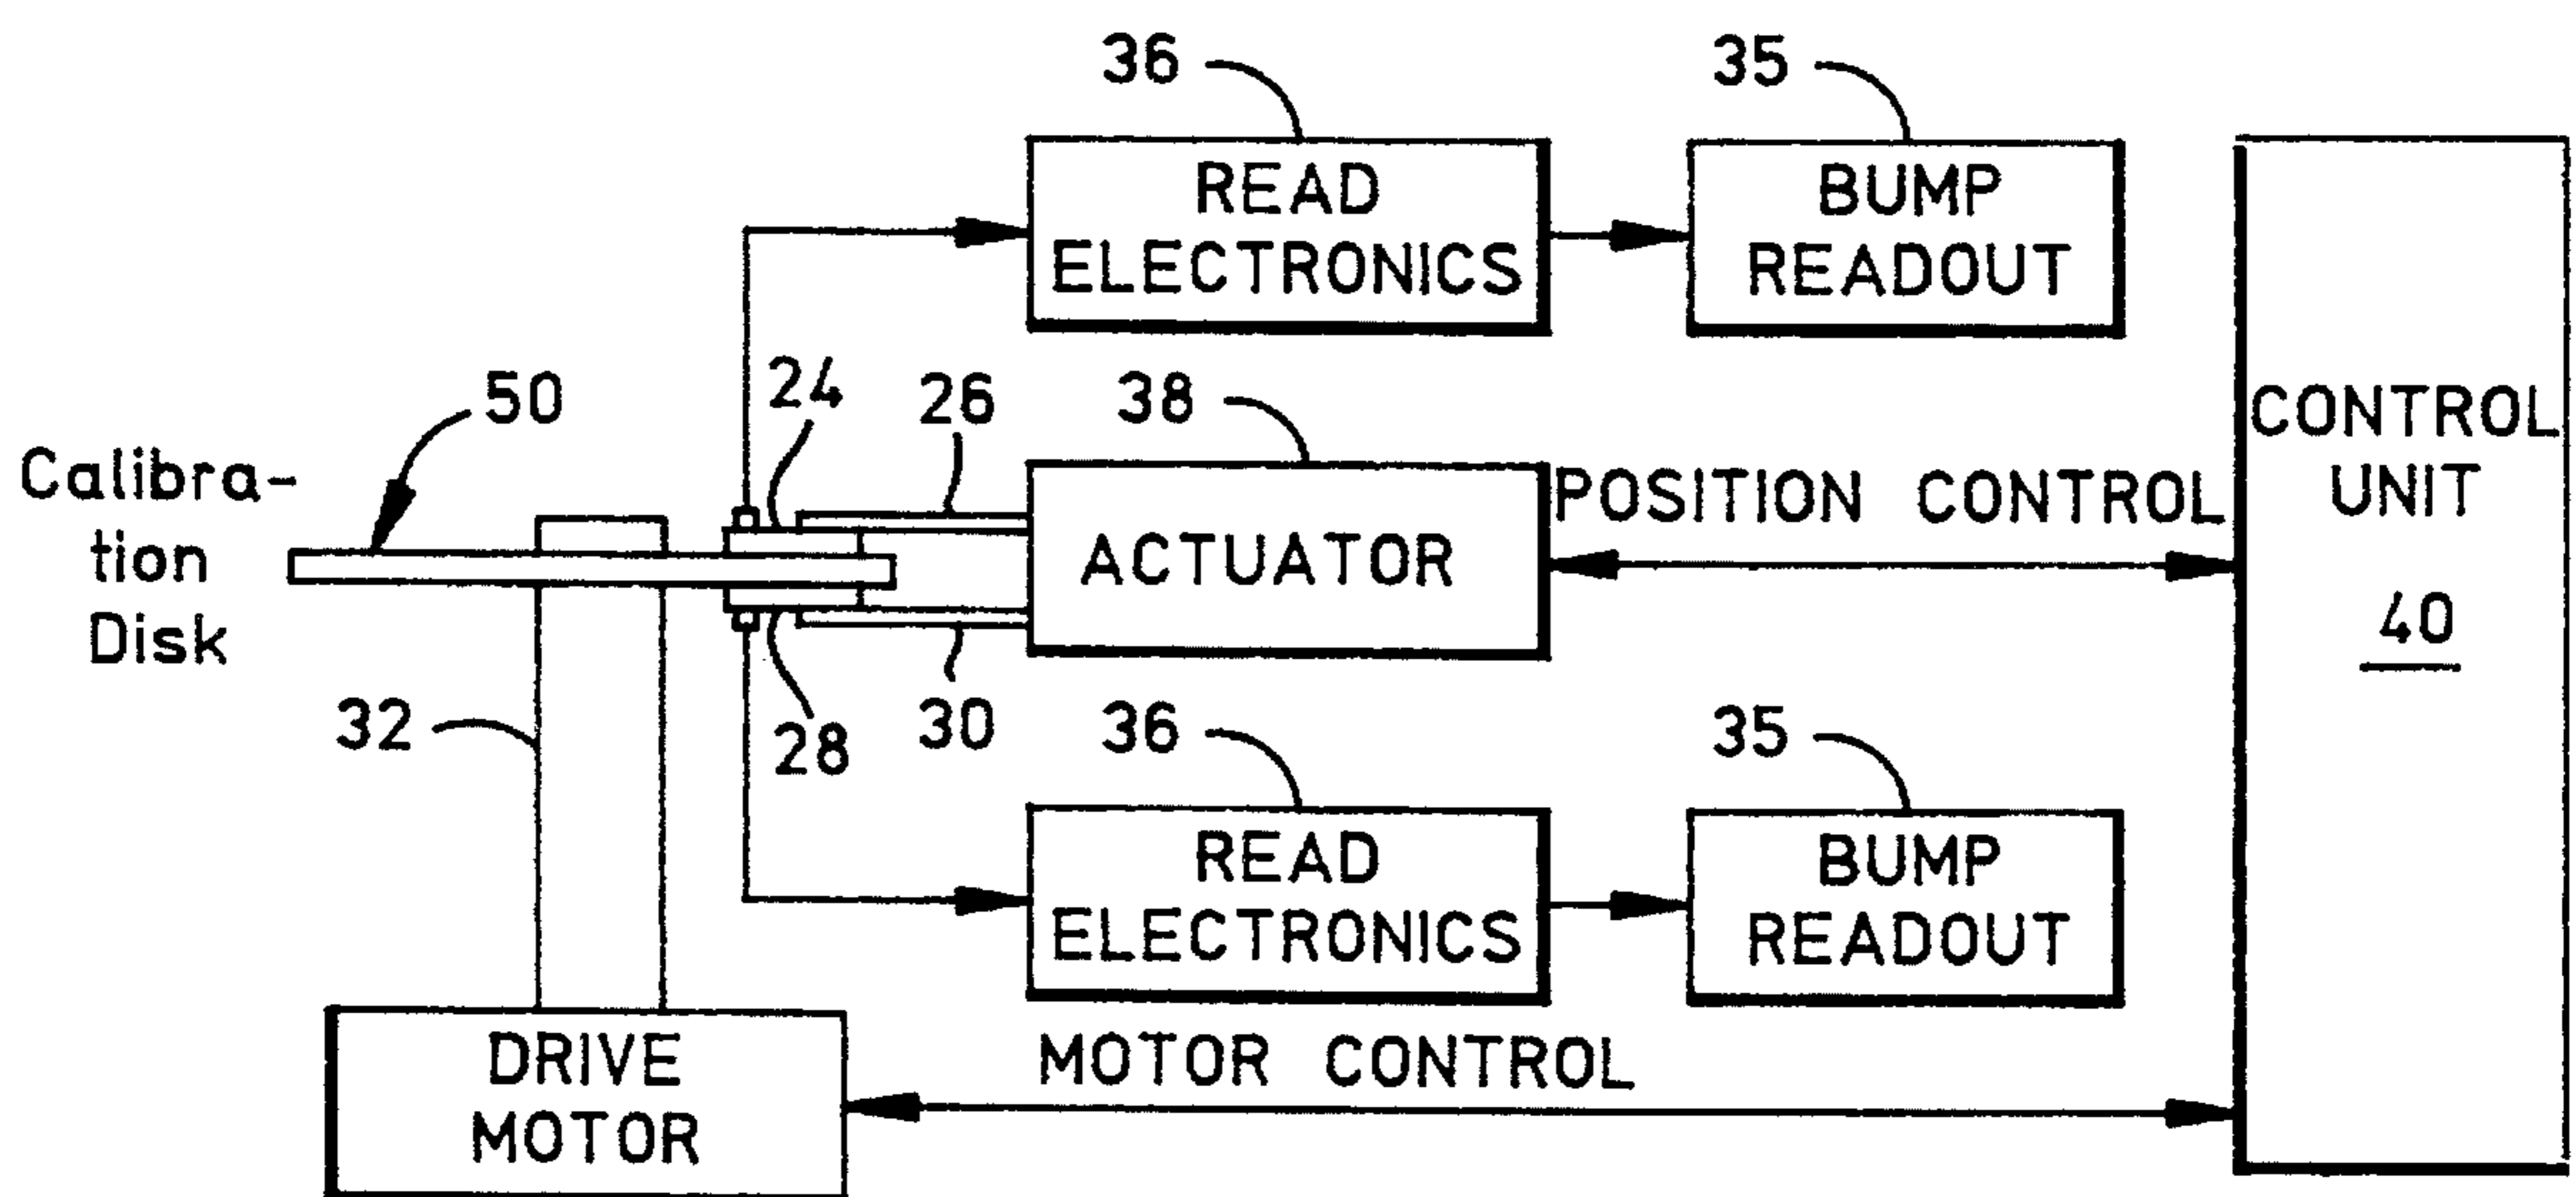 36
35
READ
ELECTRONICS
BUMP
READOUT
24
26
38
50
Calibra-
tion
Disk
ACTUATOR
POSITION CONTROL
CONTROL
UNIT
40
32
28
30
36
35
READ
ELECTRONICS
BUMP
READOUT
DRIVE
MOTOR
MOTOR CONTROL